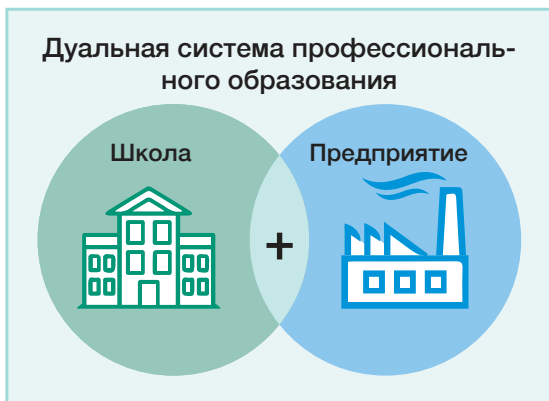 Дуальная система профессиональ-
ного образования
Школа
Предприятие
+